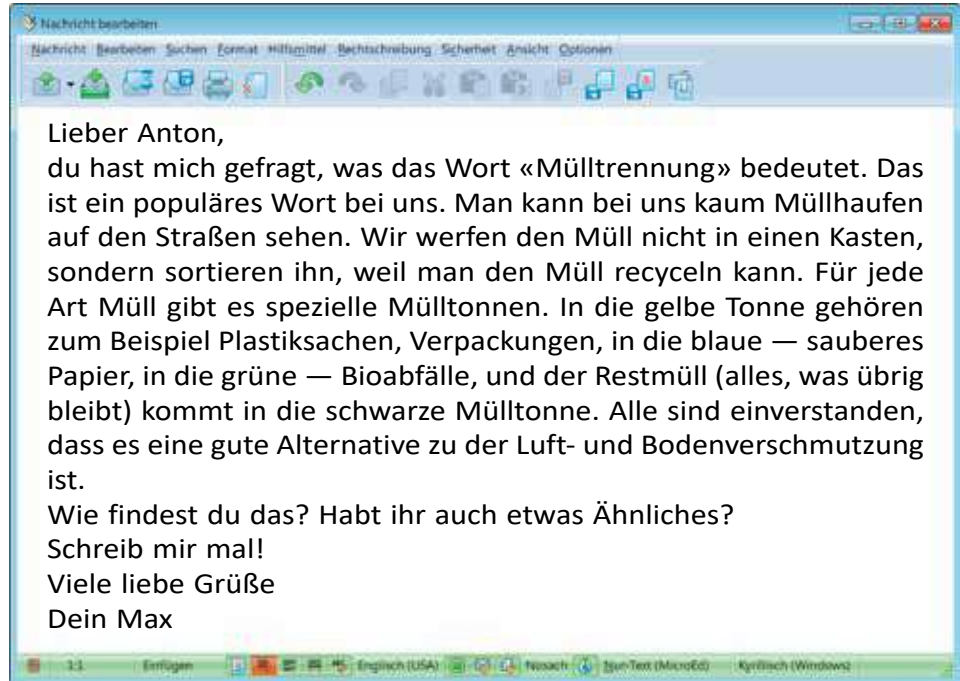 Nachricht bearbeiten
Nachricht Bearbeiten Suchen Format Hilfsmittel Rechtschreibung Sicherheit Ansicht Optionen
Lieber Anton,
du hast mich gefragt, was das Wort «Mülltrennung» bedeutet. Das
ist ein populäres Wort bei uns. Man kann bei uns kaum Müllhaufen
auf den Straßen sehen. Wir werfen den Müll nicht in einen Kasten,
sondern sortieren ihn, weil man den Müll recyceln kann. Für jede
Art Müll gibt es spezielle Mülltonnen. In die gelbe Tonne gehören
zum Beispiel Plastiksachen, Verpackungen, in die blaue — sauberes
Papier, in die grüne — Bioabfälle, und der Restmüll (alles, was übrig
bleibt) kommt in die schwarze Mülltonne. Alle sind einverstanden,
dass es eine gute Alternative zu der Luft- und Bodenverschmutzung
ist.
Wie findest du das? Habt ihr auch etwas Ähnliches?
Schreib mir mal!
Viele liebe Grüße
Dein Max
1:1 Einfügen Englisch (USA) Nur-Text (MicroEd) Kyrillisch (Windows)